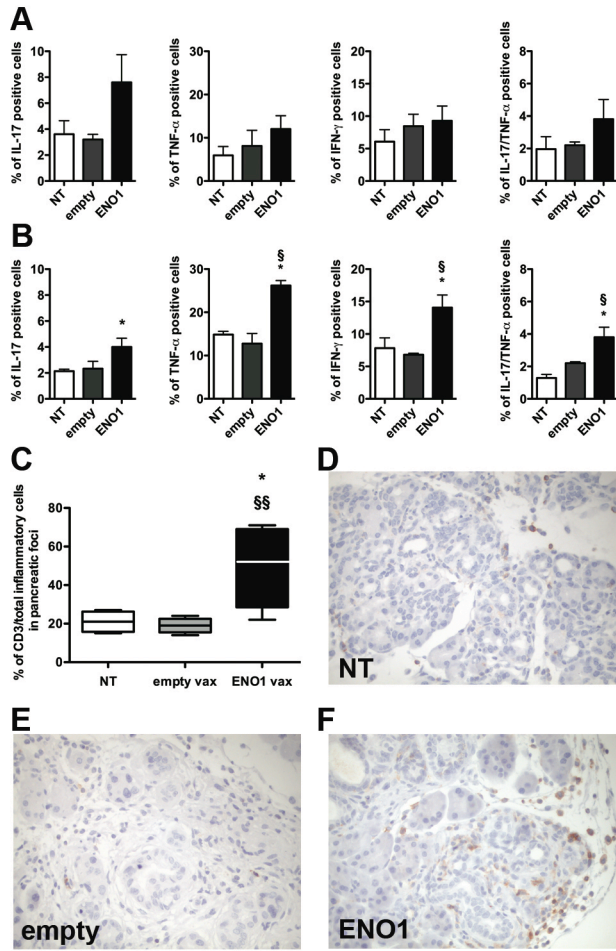 A
% of IL-17 positive cells
10
8
6
4
2
0
NT
empty
ENO1
% of TNF-α positive cells
30
20
10
0
NT
empty
ENO1
% of IFN-γ positive cells
20
15
10
5
0
NT
empty
ENO1
% of IL-17/TNF-α positive cells
8
6
4
2
0
NT
empty
ENO1
B
% of IL-17 positive cells
10
8
6
4
2
0
*
NT
empty
ENO1
% of TNF-α positive cells
30
20
10
0
§
*
NT
empty
ENO1
% of IFN-γ positive cells
20
15
10
5
0
§
*
NT
empty
ENO1
% of IL-17/TNF-α positive cells
8
6
4
2
0
§
*
NT
empty
ENO1
C
% of CD3/total inflammatory cells
in pancreatic foci
80
60
40
20
0
*
§§
NT
empty vax
ENO1 vax
D
NT
E
empty
F
ENO1